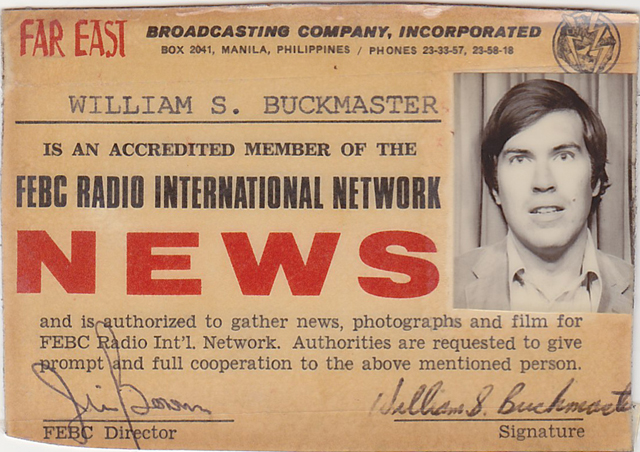 FAR EAST BROADCASTING COMPANY, INCORPORATED
BOX 2041, MANILA, PHILIPPINES / PHONES 23-33-57, 23-58-18
WILLIAM S. BUCKMASTER
IS AN ACCREDITED MEMBER OF THE
FEBC RADIO INTERNATIONAL NETWORK
NEWS
and is authorized to gather news, photographs and film for
FEBC Radio Int'l. Network. Authorities are requested to give
prompt and full cooperation to the above mentioned person.
William S. Buckmaster
FEBC Director
Signature